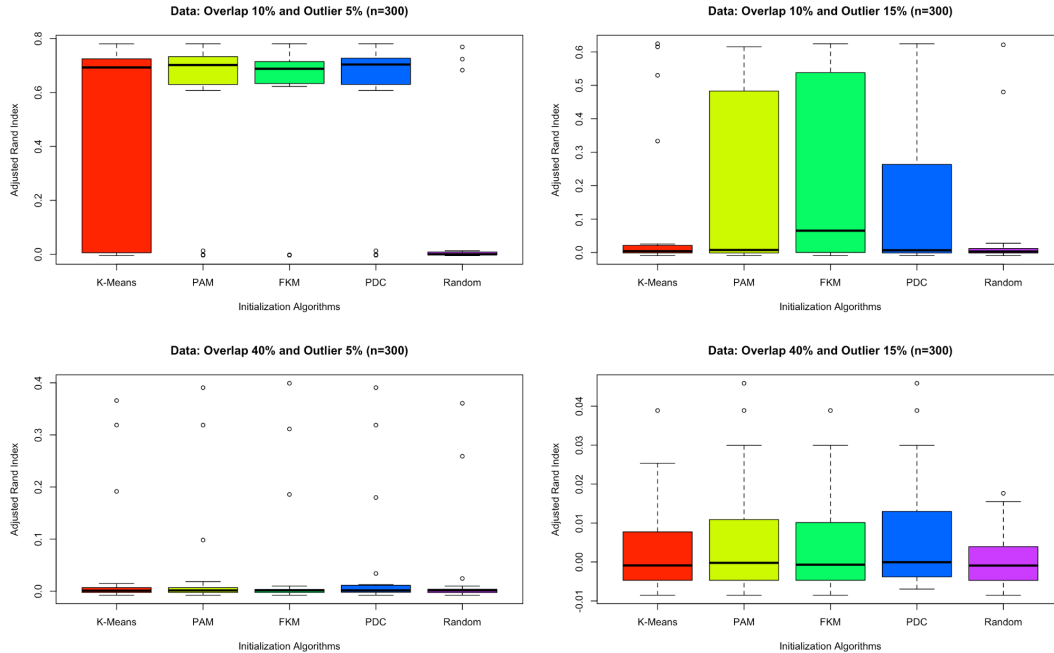 Data: Overlap 10% and Outlier 5% (n=300)
Adjusted Rand Index
0.8
0.6
0.4
0.2
0.0
K-Means PAM FKM PDC Random
Initialization Algorithms
Data: Overlap 10% and Outlier 15% (n=300)
Adjusted Rand Index
0.6
0.5
0.4
0.3
0.2
0.1
0.0
K-Means PAM FKM PDC Random
Initialization Algorithms
Data: Overlap 40% and Outlier 5% (n=300)
Adjusted Rand Index
0.4
0.3
0.2
0.1
0.0
K-Means PAM FKM PDC Random
Initialization Algorithms
Data: Overlap 40% and Outlier 15% (n=300)
Adjusted Rand Index
0.04
0.03
0.02
0.01
0.00
-0.01
K-Means PAM FKM PDC Random
Initialization Algorithms